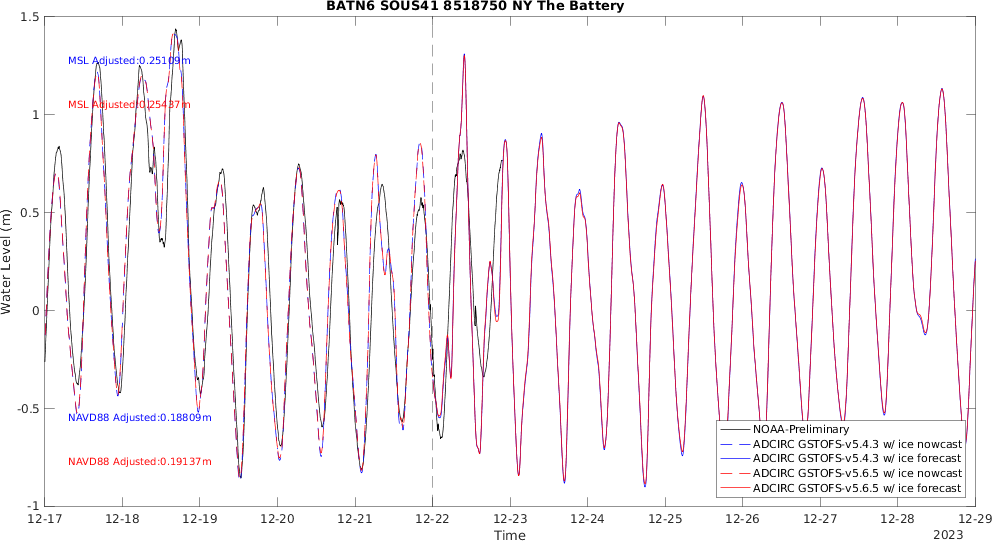 BATN6 SOUS41 8518750 NY The Battery
1.5
MSL Adjusted:0.25109m
MSL Adjusted:0.25437m
1
0.5
Water Level (m)
0
-0.5
NAVD88 Adjusted:0.18809m
NAVD88 Adjusted:0.19137m
-1
NOAA-Preliminary
ADCIRC GSTOFS-v5.4.3 w/ ice nowcast
ADCIRC GSTOFS-v5.4.3 w/ ice forecast
ADCIRC GSTOFS-v5.6.5 w/ ice nowcast
ADCIRC GSTOFS-v5.6.5 w/ ice forecast
12-17 12-18 12-19 12-20 12-21 12-22 12-23 12-24 12-25 12-26 12-27 12-28 12-29
Time
2023